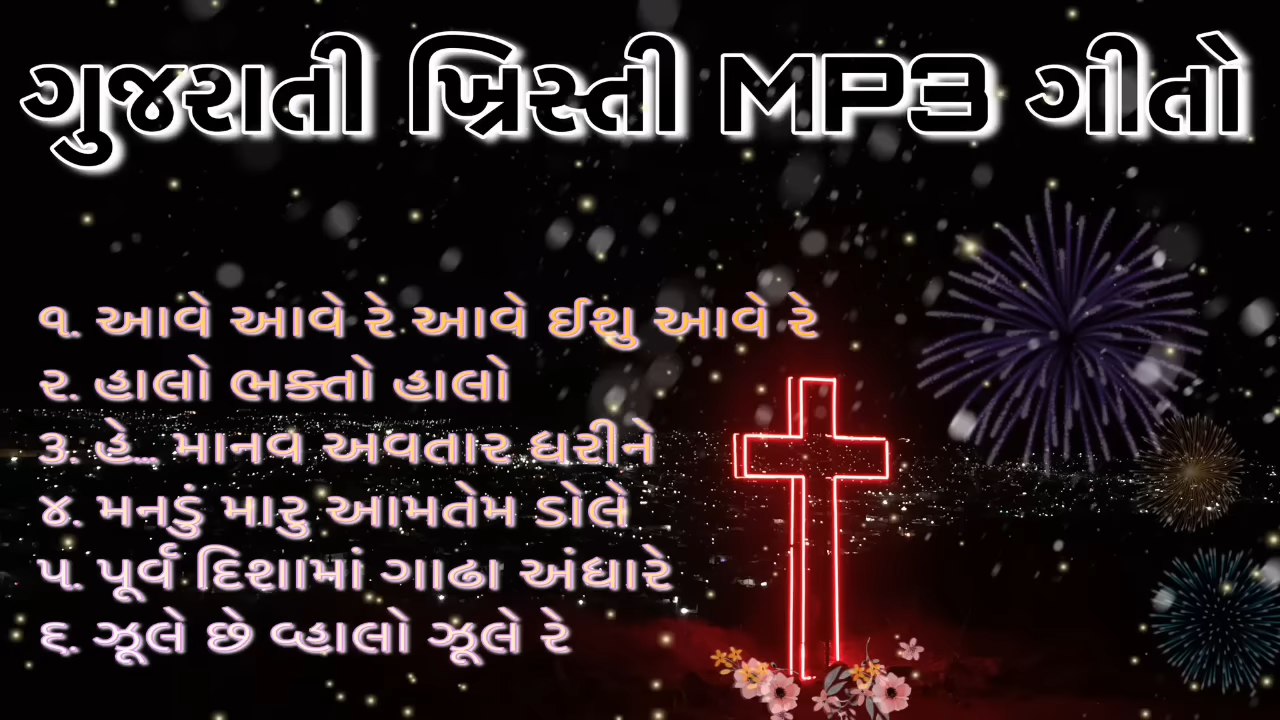 ગુજરાતી ખ્રિસ્તી MP3 ગીતો
૧. આવે આવે રે આવે ઈશુ આવે રે
૨. હાલો ભક્તો હાલો
૩. હે... માનવ અવતાર ધરીને
૪. મનડું મારુ આમતેમ ડોલે
૫. પૂર્વ દિશામાં ગાઢા અંધારે
૬. ઝૂલે છે વ્હાલો ઝૂલે રે